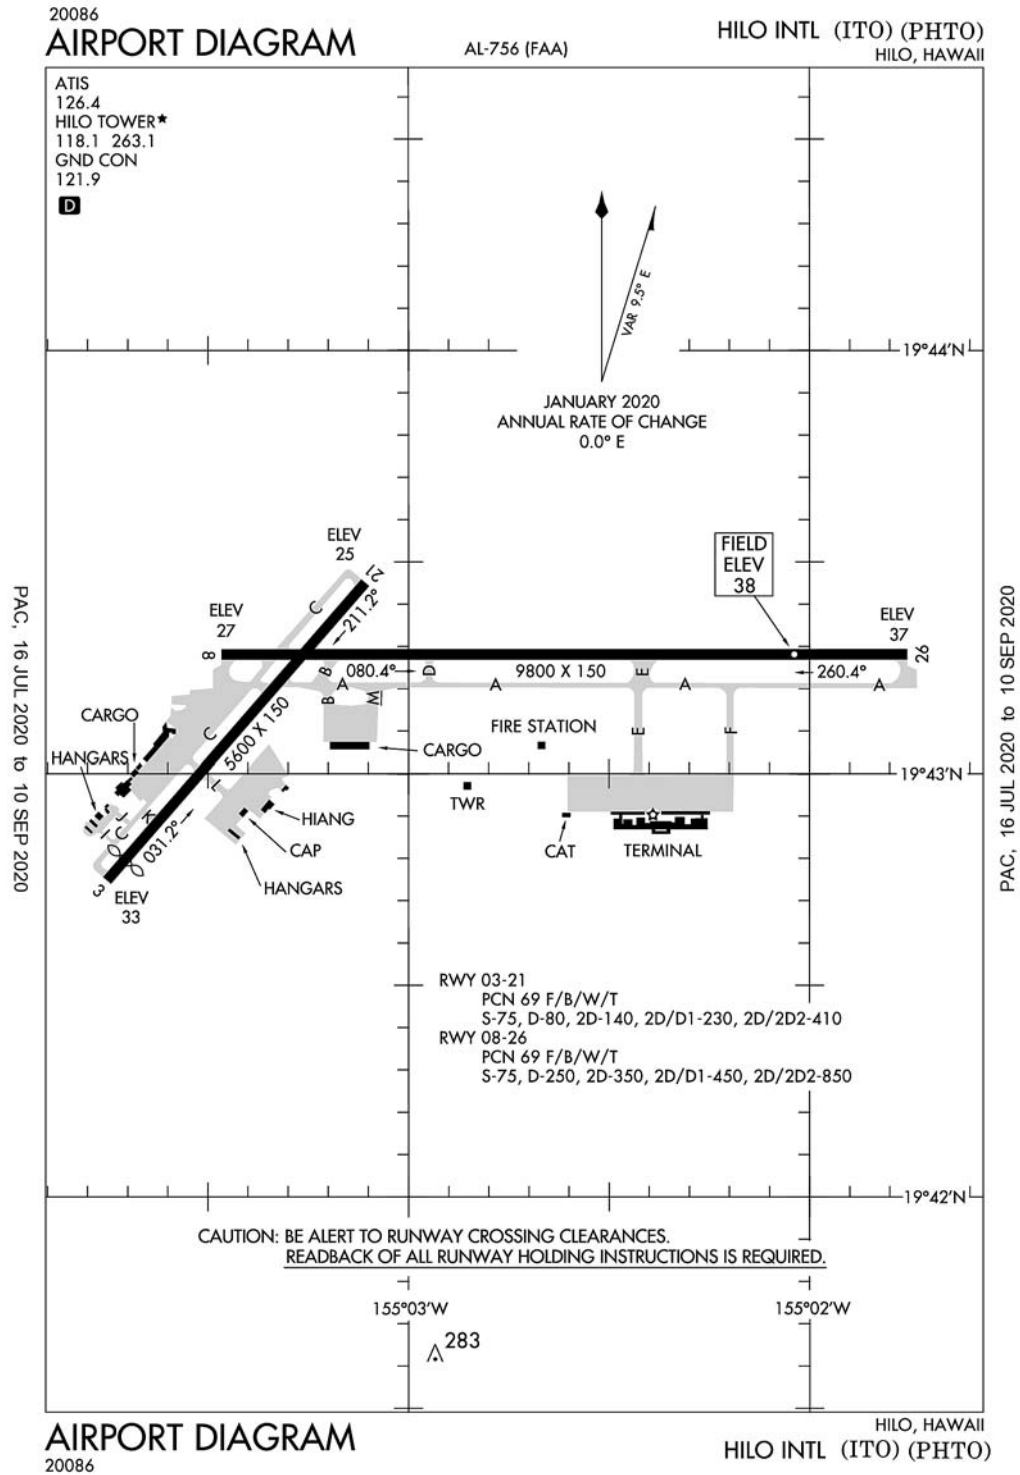 20086
AIRPORT DIAGRAM
AL-756 (FAA)
HILO INTL (ITO) (PHTO)
HILO, HAWAII
ATIS
126.4
HILO TOWER★
118.1 263.1
GND CON
121.9
D
VAR 9.5° E
19°44'N
JANUARY 2020
ANNUAL RATE OF CHANGE
0.0° E
ELEV
25
21
211.2°
C
FIELD
ELEV
38
ELEV
27
8
ELEV
37
26
B
080.4°
D
9800 X 150
E
260.4°
A
A
A
A
B
M
CARGO
C
5600 X 150
FIRE STATION
E
F
HANGARS
CARGO
19°43'N
L
TWR
J
K
I
C
HIANG
031.2°
CAP
CAT
TERMINAL
HANGARS
3
ELEV
33
RWY 03-21
PCN 69 F/B/W/T
S-75, D-80, 2D-140, 2D/D1-230, 2D/2D2-410
RWY 08-26
PCN 69 F/B/W/T
S-75, D-250, 2D-350, 2D/D1-450, 2D/2D2-850
19°42'N
CAUTION: BE ALERT TO RUNWAY CROSSING CLEARANCES.
READBACK OF ALL RUNWAY HOLDING INSTRUCTIONS IS REQUIRED.
155°03'W
155°02'W
283
PAC, 16 JUL 2020 to 10 SEP 2020
PAC, 16 JUL 2020 to 10 SEP 2020
AIRPORT DIAGRAM
20086
HILO, HAWAII
HILO INTL (ITO) (PHTO)